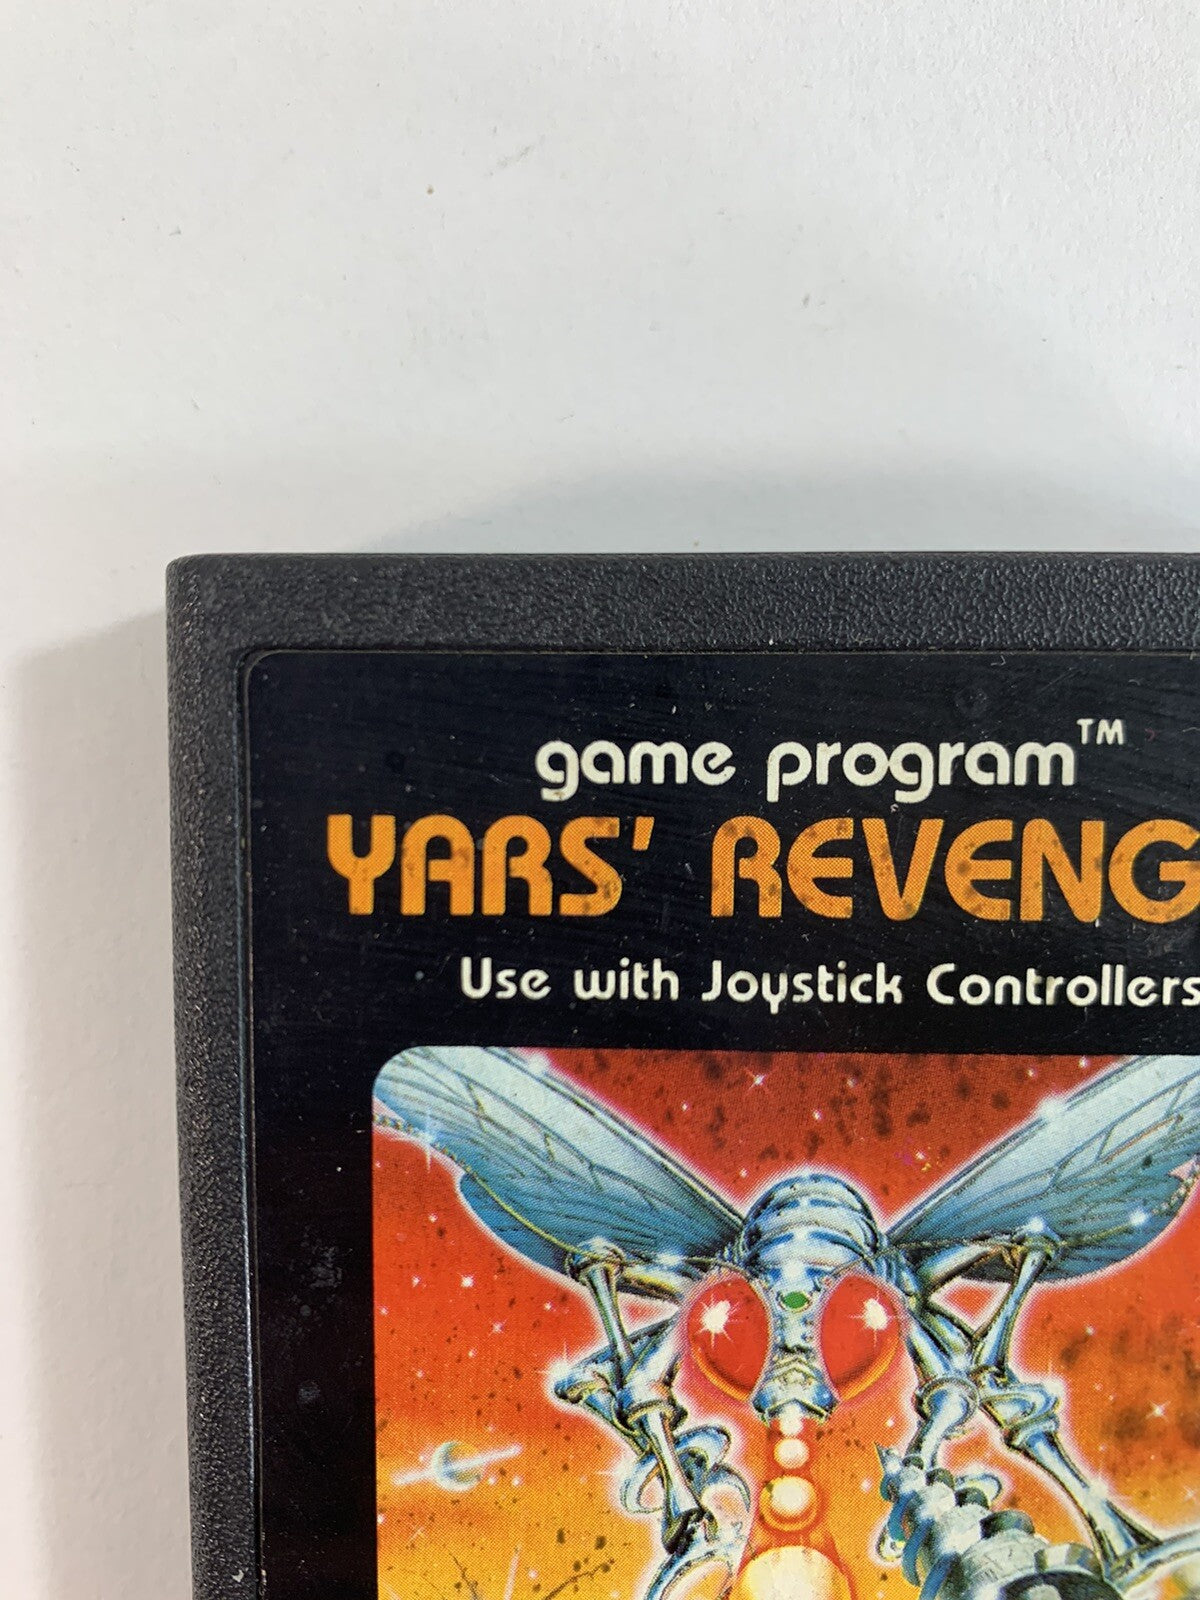 game program™
YARS' REVENG
Use with Joystick Controllers